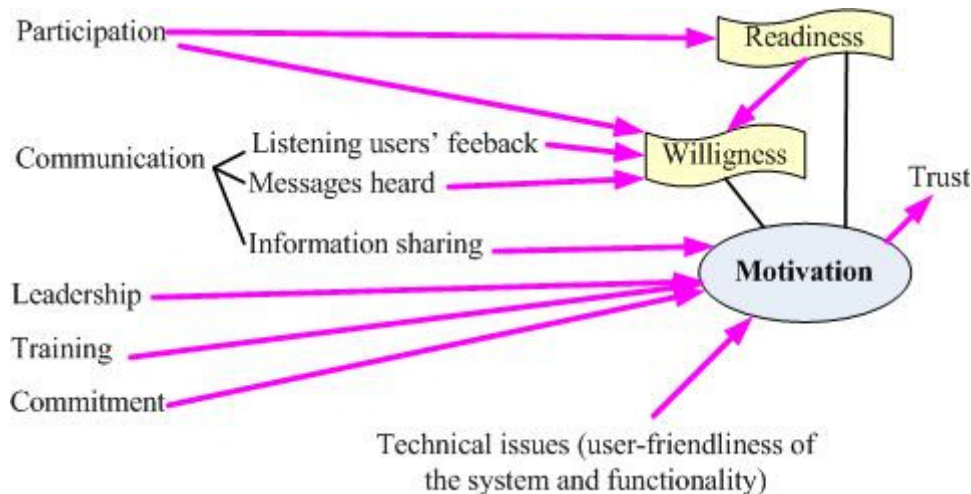 Participation
Readiness
Communication
Listening users' feeback
Willigness
Messages heard
Trust
Information sharing
Motivation
Leadership
Training
Commitment
Technical issues (user-friendliness of
the system and functionality)